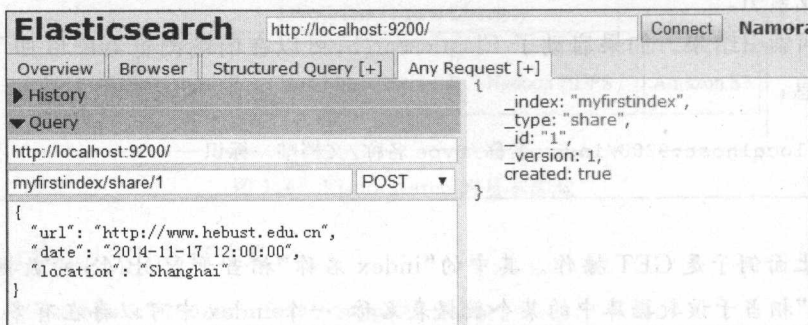 Elasticsearch
http://localhost:9200/
Connect
Namora
Overview
Browser
Structured Query [+]
Any Request [+]
History
Query
http://localhost:9200/
myfirstindex/share/1
POST
{
"url": "http://www.hebust.edu.cn",
"date": "2014-11-17 12:00:00",
"location": "Shanghai"
}
{
_index: "myfirstindex",
_type: "share",
_id: "1",
_version: 1,
created: true
}